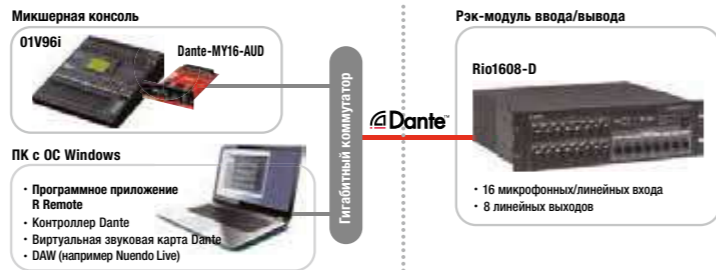 Микшерная консоль
01V96i
Dante-MY16-AUD
ПК с ОС Windows
· Программное приложение
R Remote
· Контроллер Dante
· Виртуальная звуковая карта Dante
· DAW (например Nuendo Live)
Гигабитный коммутатор
Dante™
Рэк-модуль ввода/вывода
Rio1608-D
· 16 микрофонных/линейных входа
· 8 линейных выходов